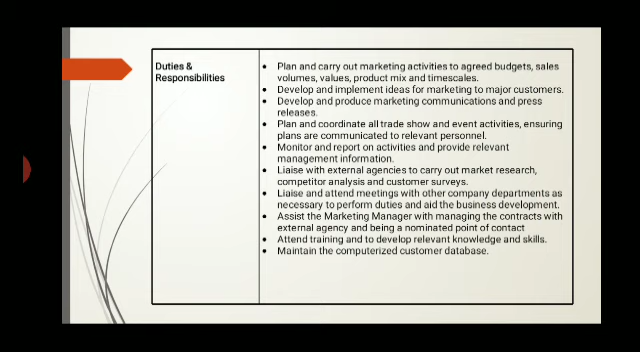 Duties &
Responsibilities
• Plan and carry out marketing activities to agreed budgets, sales
volumes, values, product mix and timescales.
• Develop and implement ideas for marketing to major customers.
• Develop and produce marketing communications and press
releases.
• Plan and coordinate all trade show and event activities, ensuring
plans are communicated to relevant personnel.
• Monitor and report on activities and provide relevant
management information.
• Liaise with external agencies to carry out market research,
competitor analysis and customer surveys.
• Liaise and attend meetings with other company departments as
necessary to perform duties and aid the business development.
• Assist the Marketing Manager with managing the contracts with
external agency and being a nominated point of contact
• Attend training and to develop relevant knowledge and skills.
• Maintain the computerized customer database.